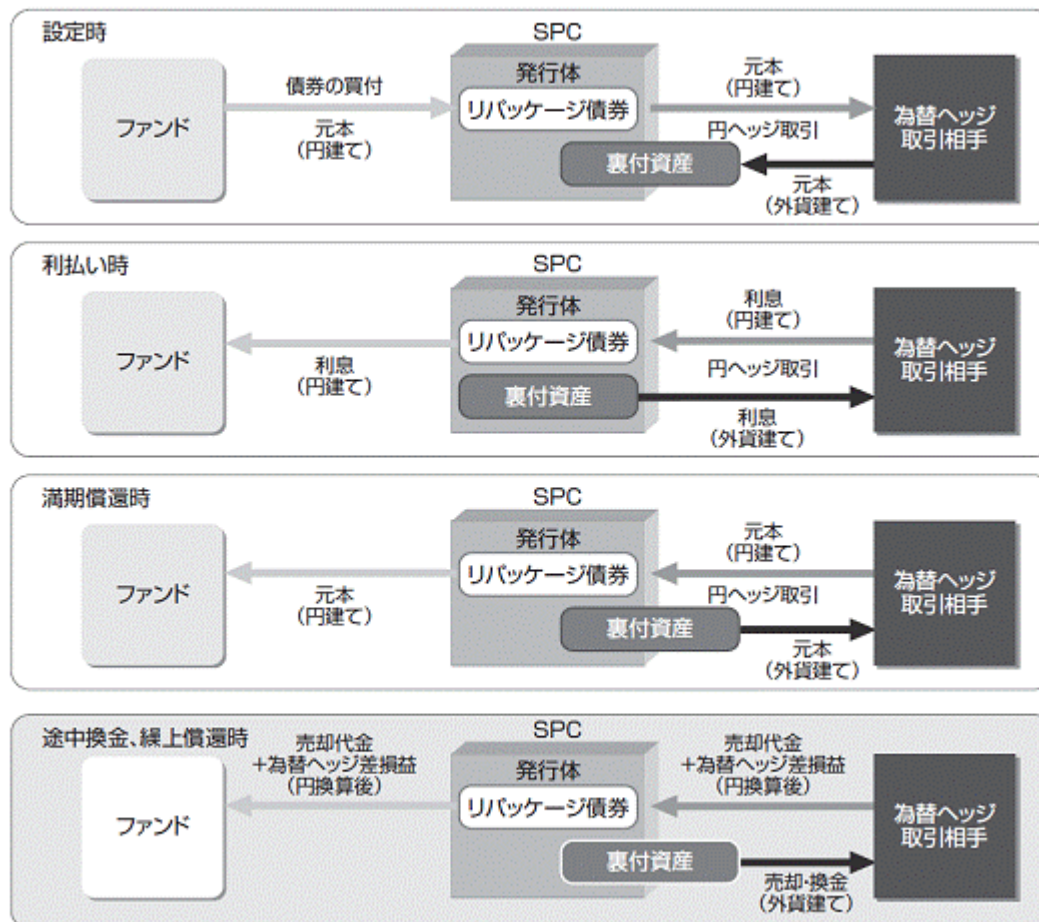 設定時
SPC
ファンド
債券の買付
元本
(円建て)
発行体
リパッケージ債券
裏付資産
元本
(円建て)
円ヘッジ取引
元本
(外貨建て)
為替ヘッジ
取引相手
利払い時
SPC
ファンド
利息
(円建て)
発行体
リパッケージ債券
裏付資産
利息
(円建て)
円ヘッジ取引
利息
(外貨建て)
為替ヘッジ
取引相手
満期償還時
SPC
ファンド
元本
(円建て)
発行体
リパッケージ債券
裏付資産
元本
(円建て)
円ヘッジ取引
元本
(外貨建て)
為替ヘッジ
取引相手
途中換金、繰上償還時
SPC
ファンド
売却代金
+為替ヘッジ差損益
(円換算後)
発行体
リパッケージ債券
裏付資産
売却代金
+為替ヘッジ差損益
(円換算後)
売却・換金
(外貨建て)
為替ヘッジ
取引相手